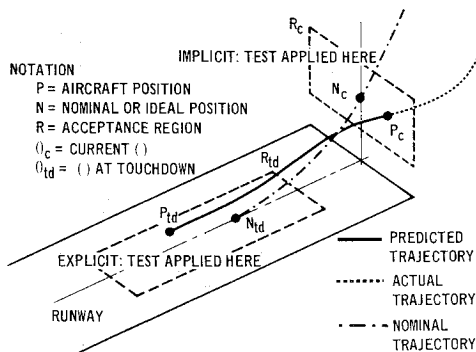 R_c
IMPLICIT: TEST APPLIED HERE
NOTATION
P = AIRCRAFT POSITION
N = NOMINAL OR IDEAL POSITION
R = ACCEPTANCE REGION
()_c = CURRENT ()
()_td = () AT TOUCHDOWN
N_c
P_c
R_td
P_td
N_td
EXPLICIT: TEST APPLIED HERE
RUNWAY
PREDICTED
TRAJECTORY
ACTUAL
TRAJECTORY
NOMINAL
TRAJECTORY